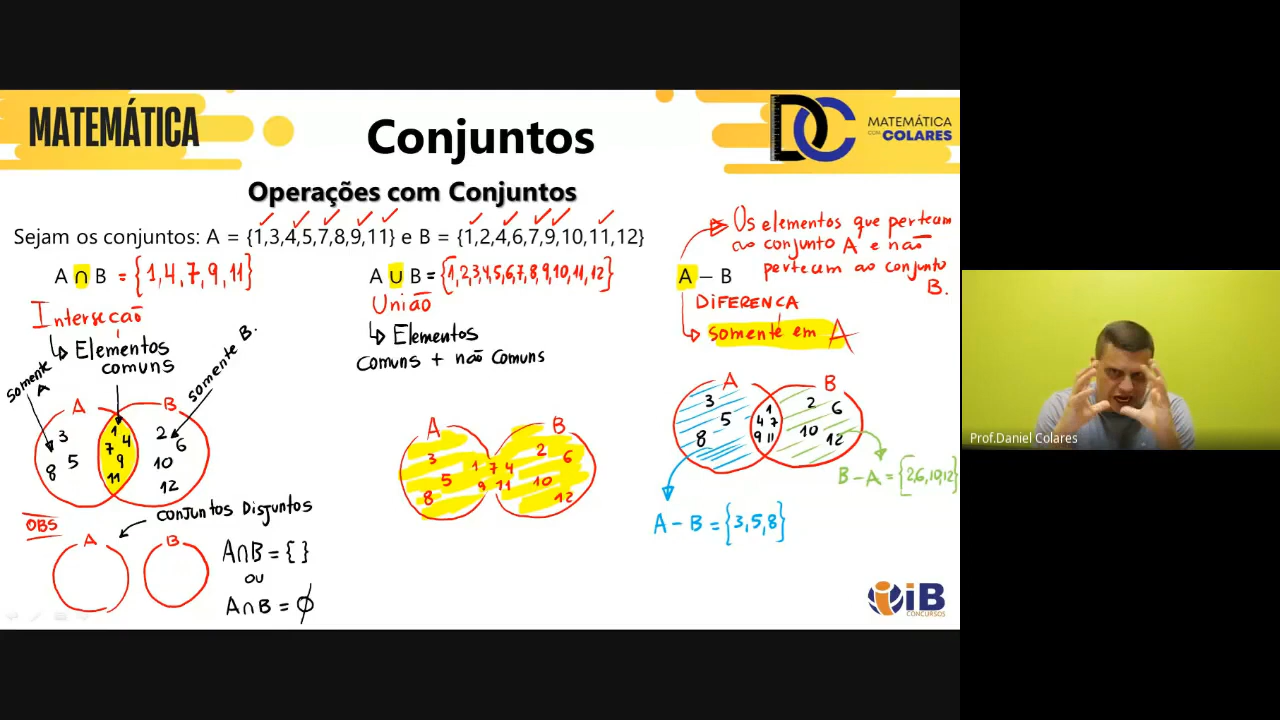 MATEMÁTICA
Conjuntos
DC
MATEMÁTICA
COM COLARES
Operações com Conjuntos
Sejam os conjuntos: A = {1,3,4,5,7,8,9,11} e B = {1,2,4,6,7,9,10,11,12}
A ∩ B = {1,4,7,9,11}
Interseção
↳ Elementos
comuns
somente
A
somente B.
A
B
3
5
8
1
4
7
9
11
2
6
10
12
OBS
CONJUNTOS DISJUNTOS
A
B
A∩B = { }
ou
A∩B = ∅
A ∪ B = {1,2,3,4,5,6,7,8,9,10,11,12}
União
↳ Elementos
comuns + não comuns
A
B
3
5
8
1 7 4
9 11
2
6
10
12
A – B
Os elementos que pertecem
ao conjunto A e não
pertecem ao conjunto
B.
DIFERENÇA
somente em A
A
B
3
5
8
1
4 7
9 11
2
6
10
12
B – A = {2,6,10,12}
A – B = {3,5,8}
iB
CONCURSOS
Prof.Daniel Colares